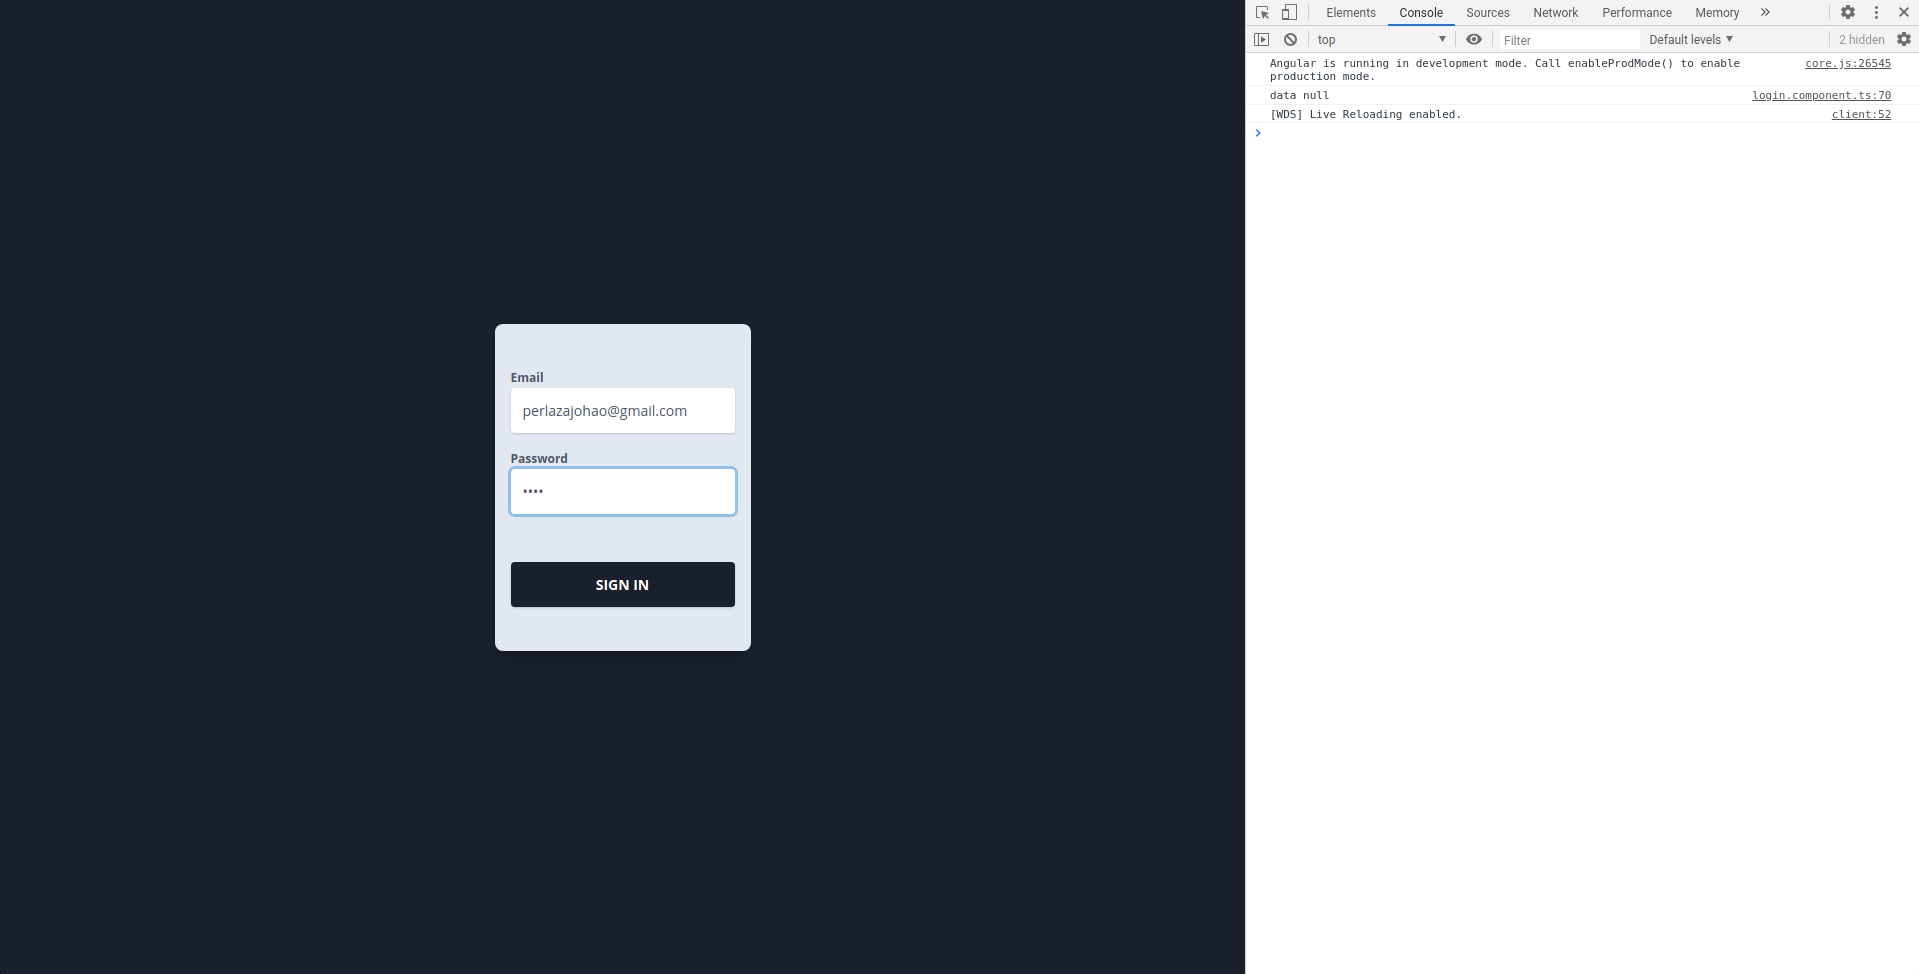 Email
perlazajohao@gmail.com
Password
••••
SIGN IN
Elements Console Sources Network Performance Memory
top Filter Default levels 2 hidden
Angular is running in development mode. Call enableProdMode() to enable core.js:26545
production mode.
data null login.component.ts:70
[WDS] Live Reloading enabled. client:52